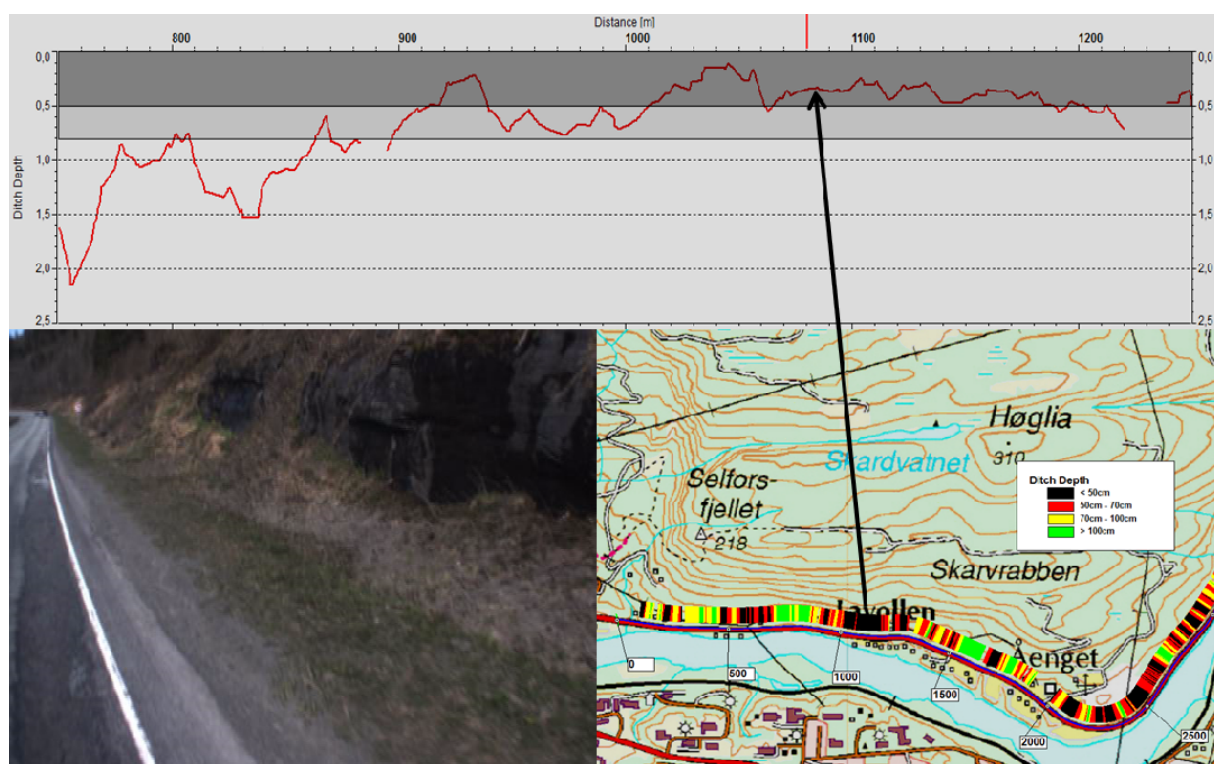 Distance [m]
800 900 1000 1100 1200
Ditch Depth
0,0 0,0
0,5 0,5
1,0 1,0
1,5 1,5
2,0 2,0
2,5 2,5
Høglia
310
Skardvatnet
Selfors-
fjellet
218
Skarvrabben
Ditch Depth
< 50cm
50cm - 70cm
70cm - 100cm
> 100cm
Åenget
0
500
1000
1500
2000
2500